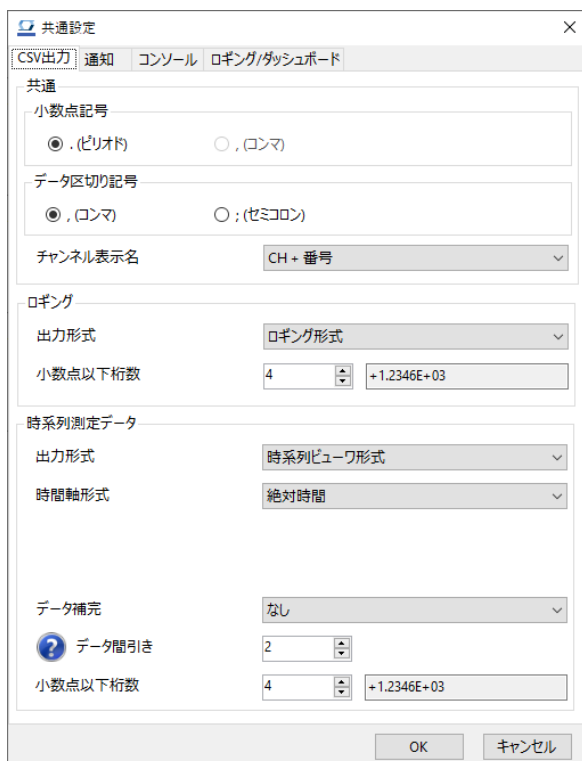 共通設定
CSV出力 通知 コンソール ロギング/ダッシュボード
共通
小数点記号
. (ピリオド) , (コンマ)
データ区切り記号
, (コンマ) ; (セミコロン)
チャンネル表示名 CH + 番号
ロギング
出力形式 ロギング形式
小数点以下桁数 4 +1.2346E+03
時系列測定データ
出力形式 時系列ビューワ形式
時間軸形式 絶対時間
データ補完 なし
? データ間引き 2
小数点以下桁数 4 +1.2346E+03
OK キャンセル